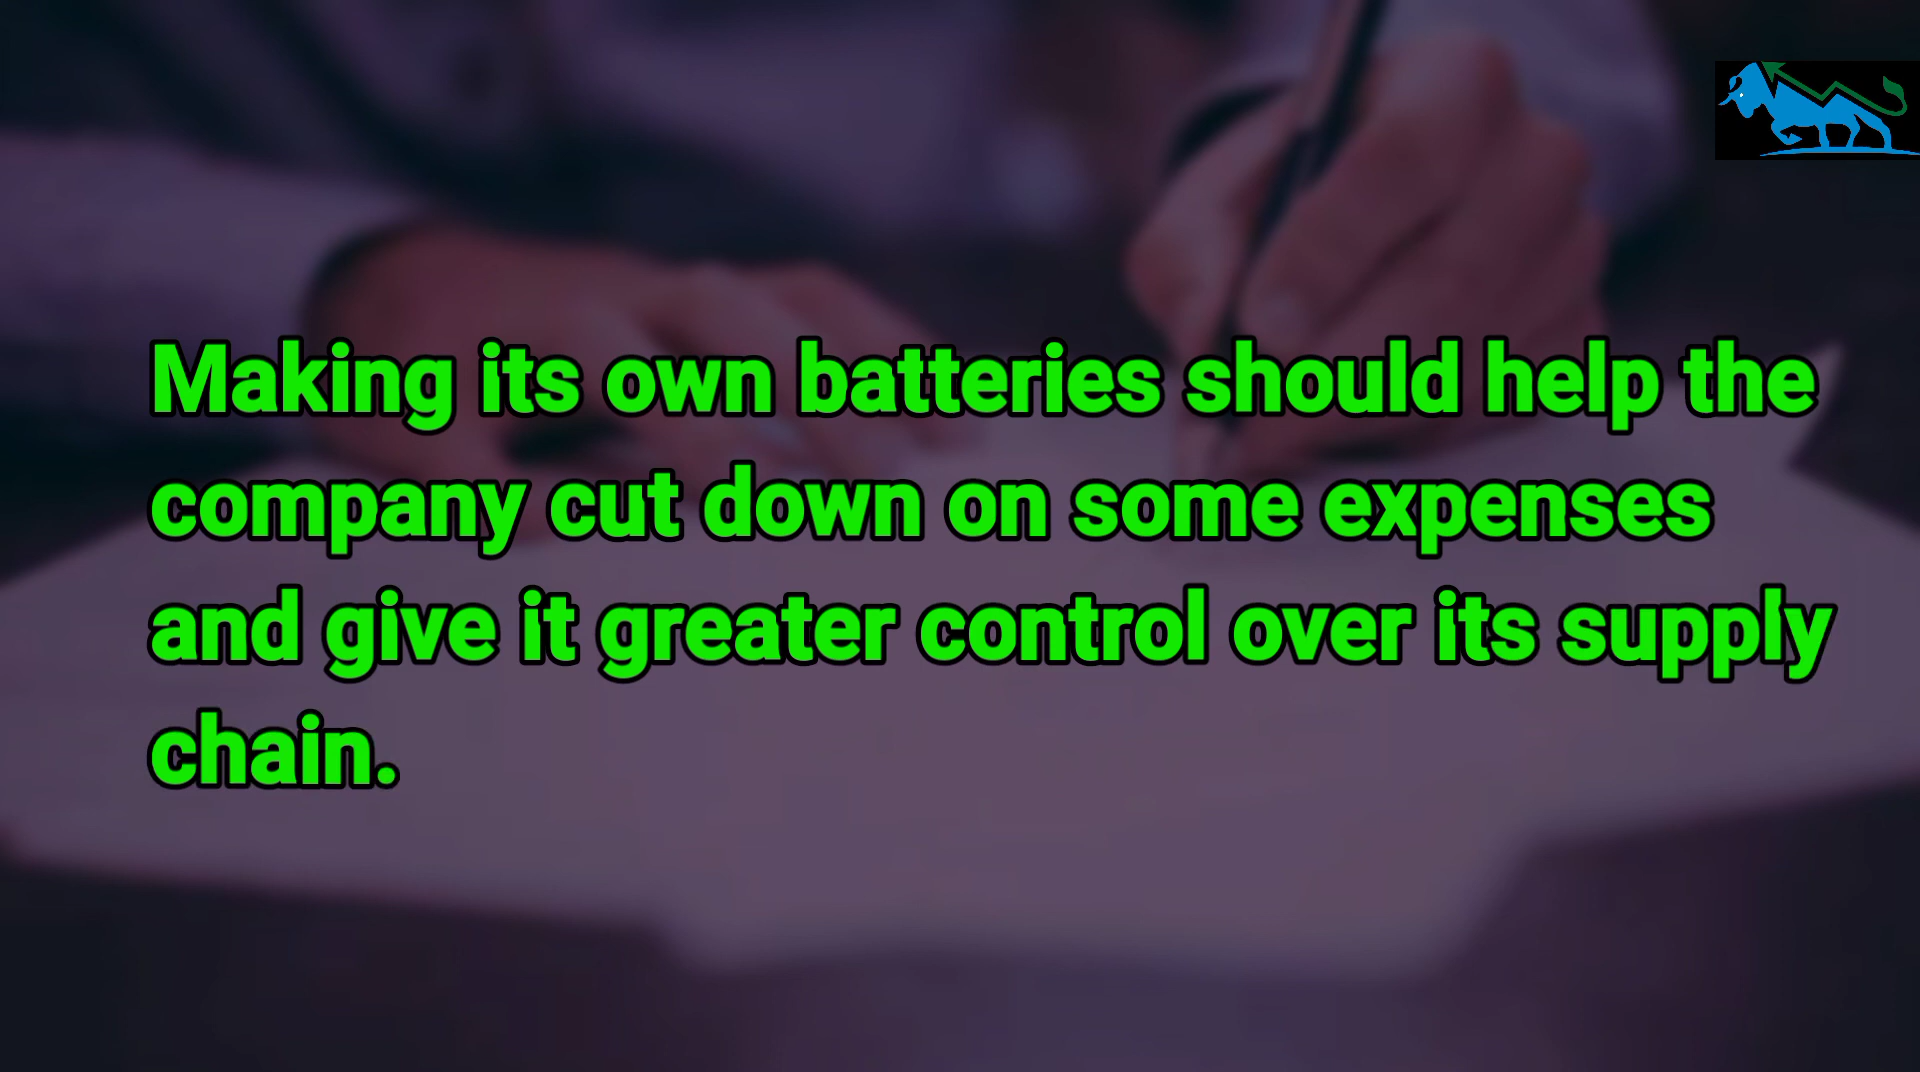 Making its own batteries should help the
company cut down on some expenses
and give it greater control over its supply
chain.